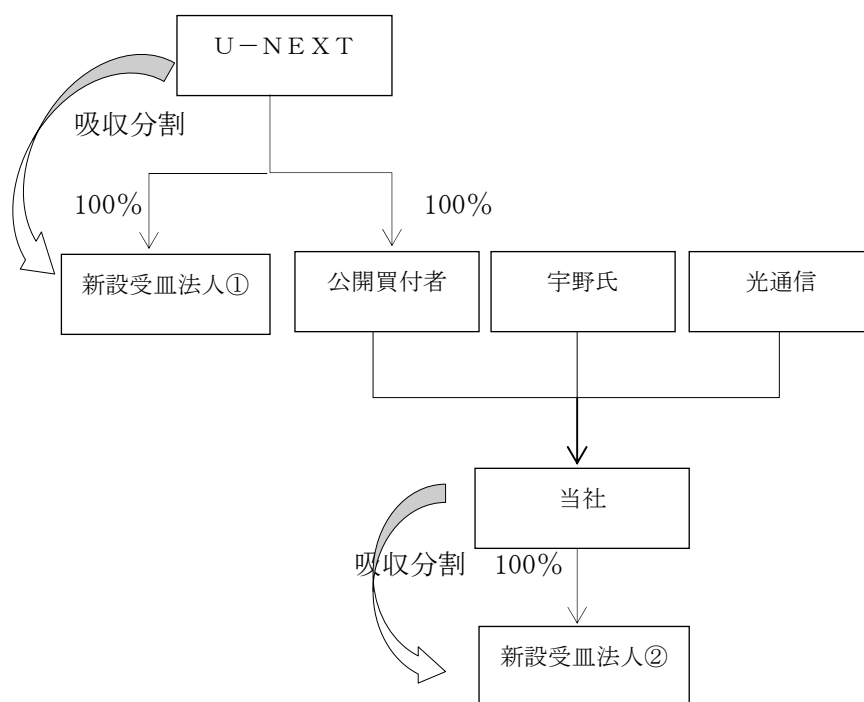 U－NEXT
吸収分割
100％
100％
新設受皿法人①
公開買付者
宇野氏
光通信
当社
吸収分割
100％
新設受皿法人②